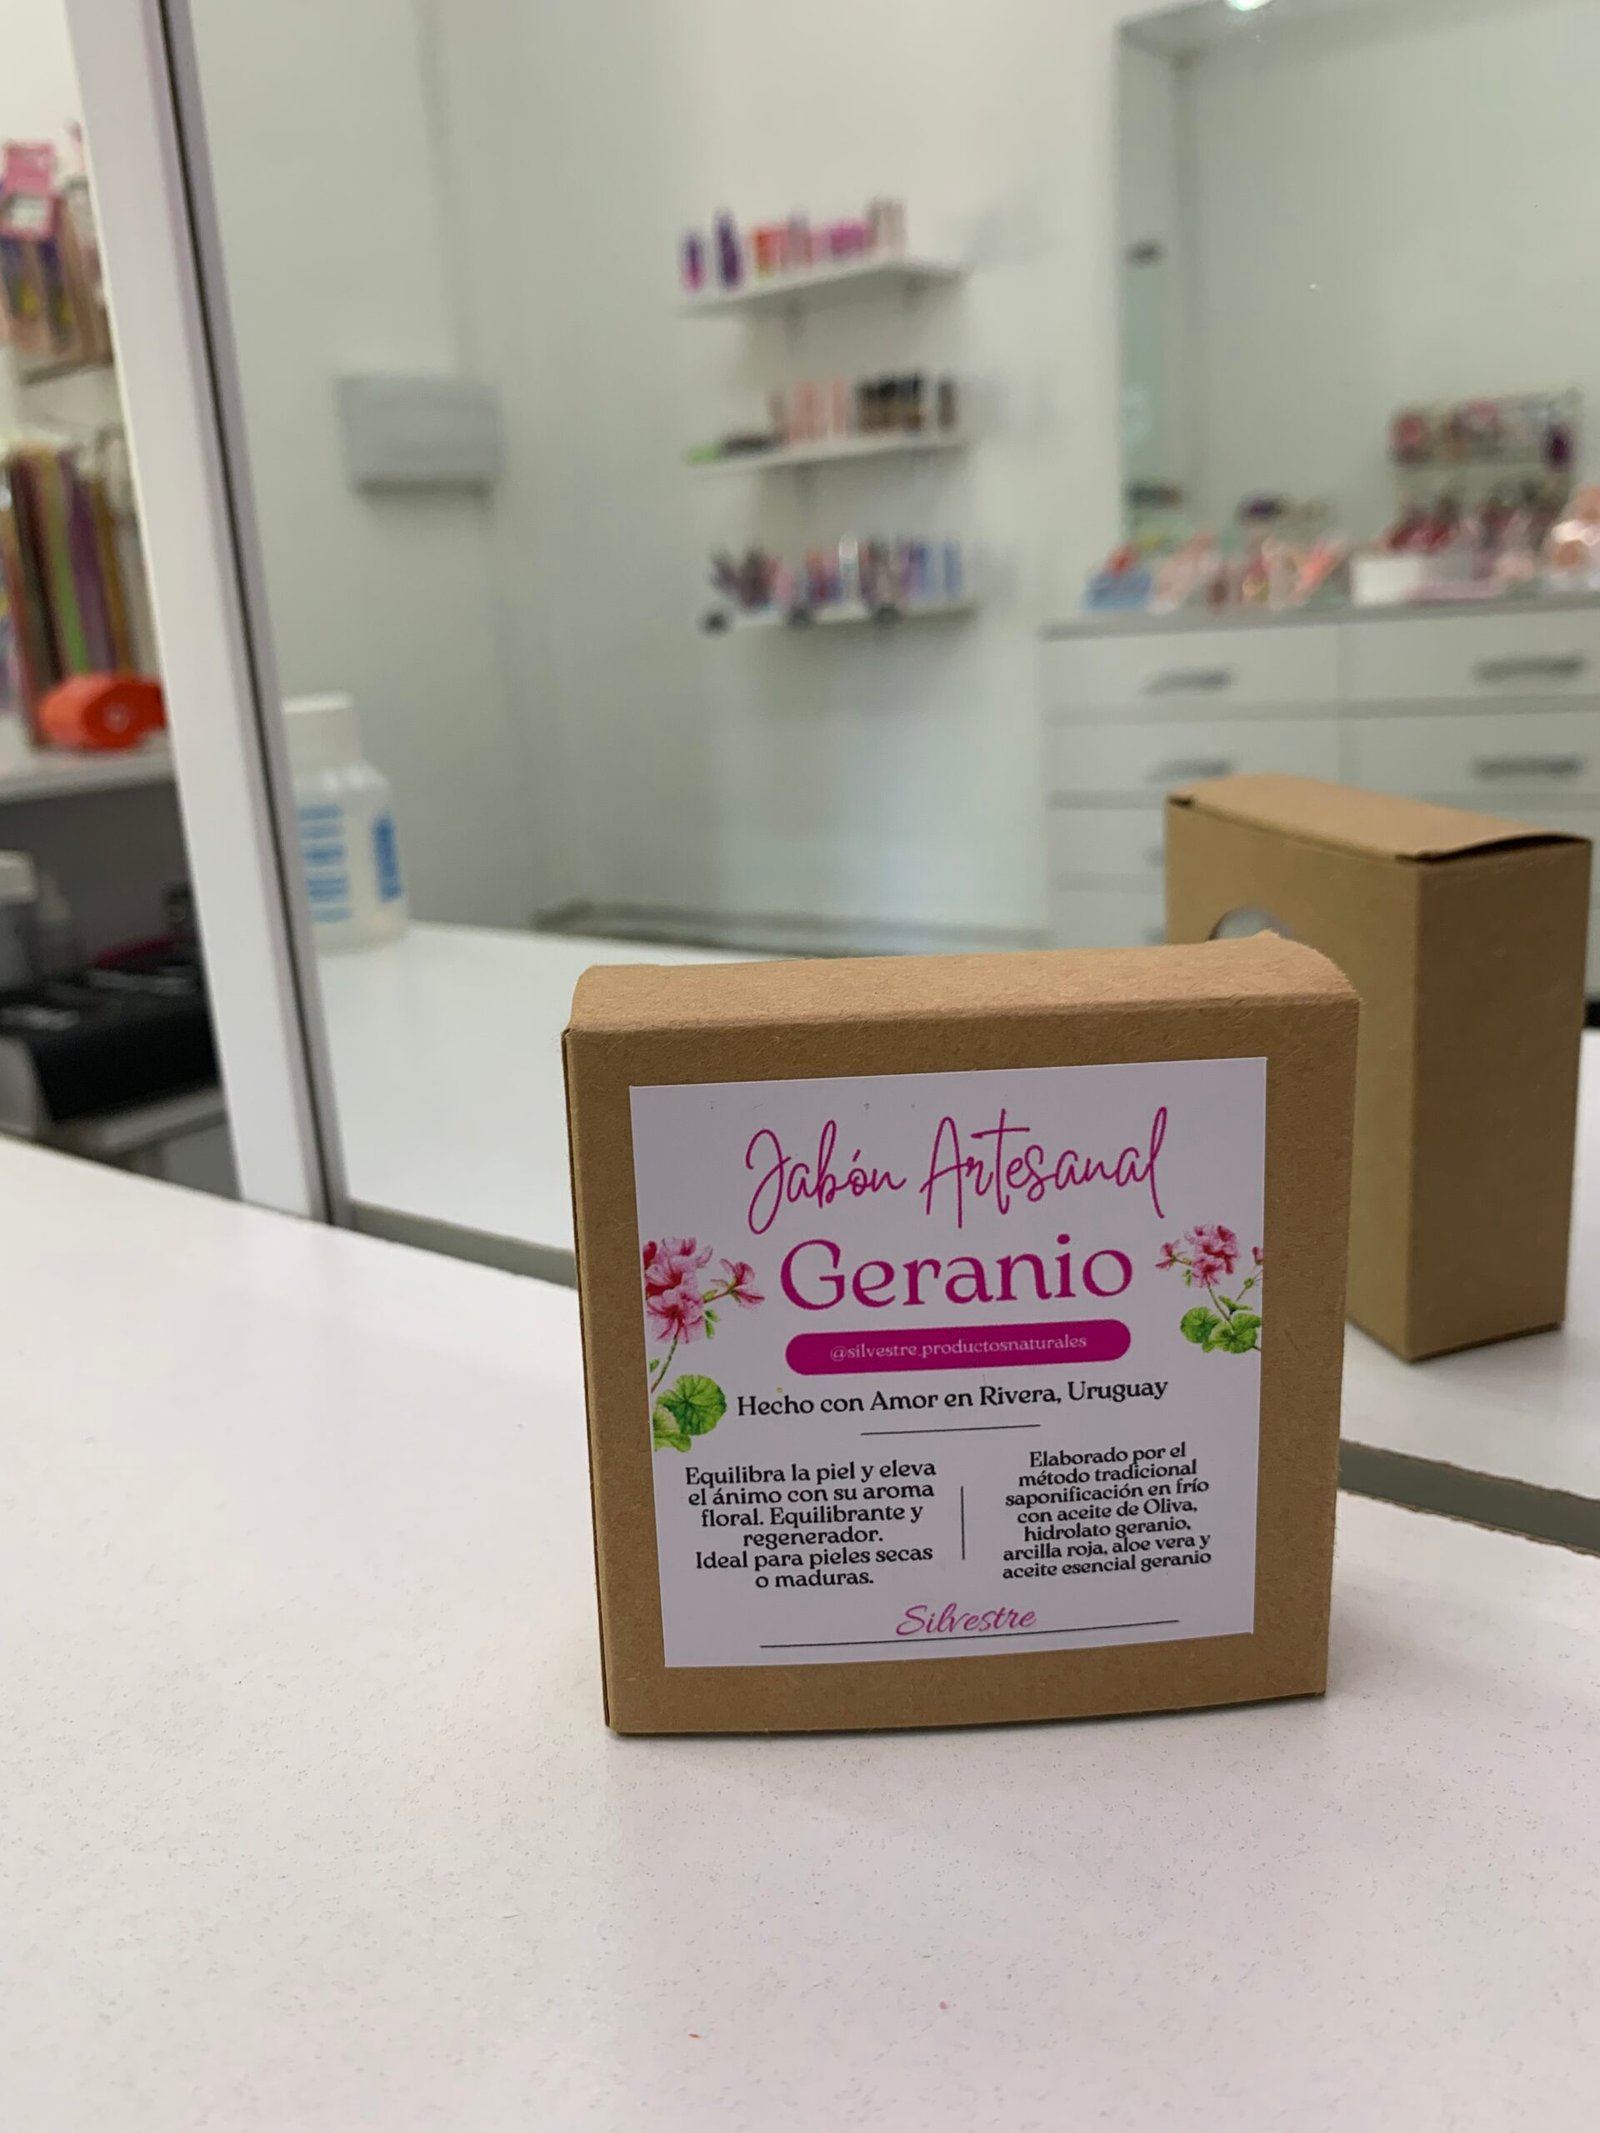 Jabón Artesanal
Geranio
@silvestre.productosnaturales
Hecho con Amor en Rivera, Uruguay
Equilibra la piel y eleva
el ánimo con su aroma
floral. Equilibrante y
regenerador.
Ideal para pieles secas
o maduras.
Elaborado por el
método tradicional
saponificación en frío
con aceite de Oliva,
hidrolato geranio,
arcilla roja, aloe vera y
aceite esencial geranio
Silvestre